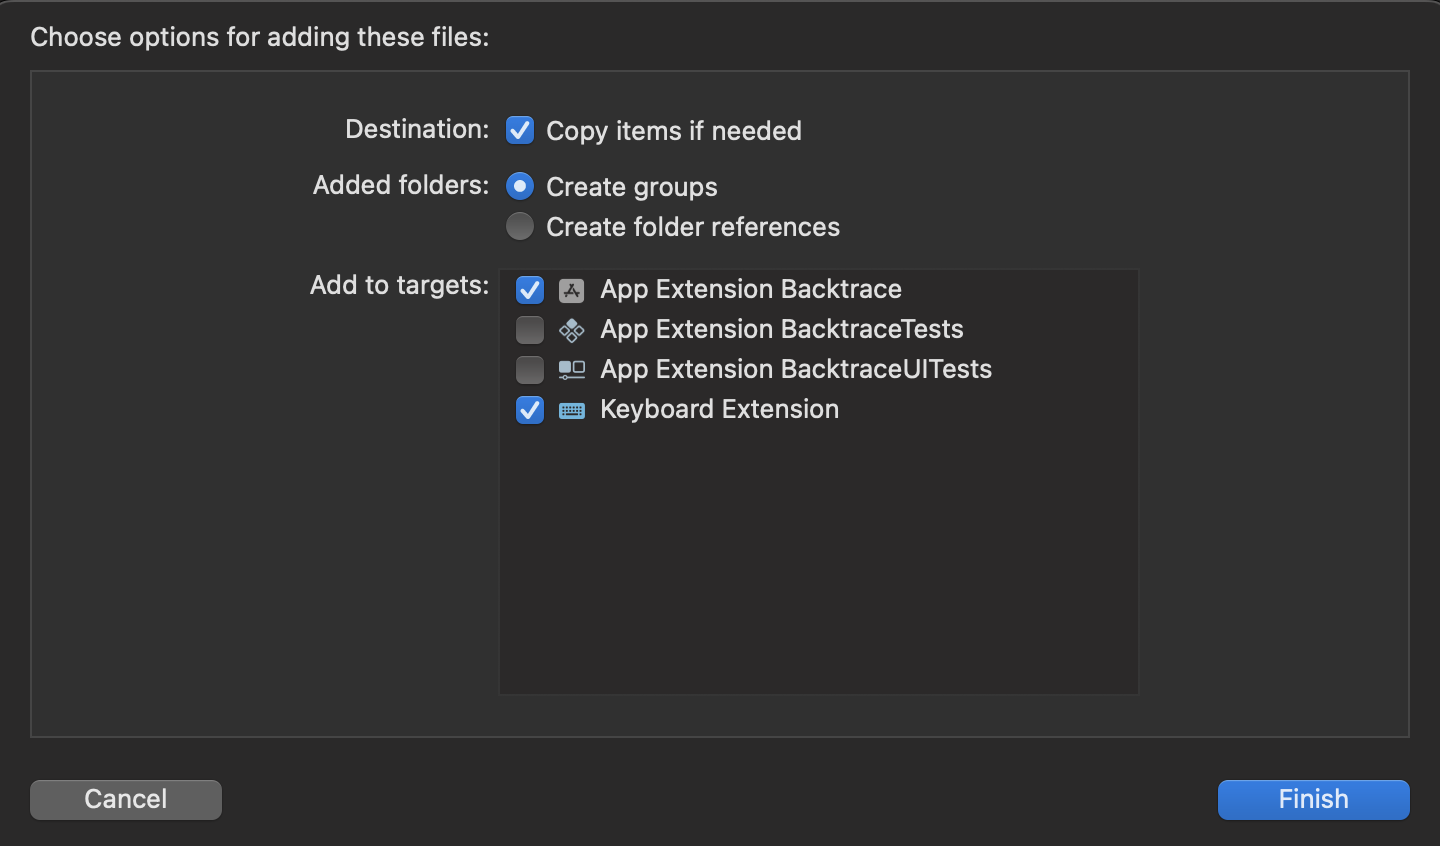 Choose options for adding these files:
Destination: Copy items if needed
Added folders: Create groups
Create folder references
Add to targets: App Extension Backtrace
App Extension BacktraceTests
App Extension BacktraceUITests
Keyboard Extension
Cancel Finish